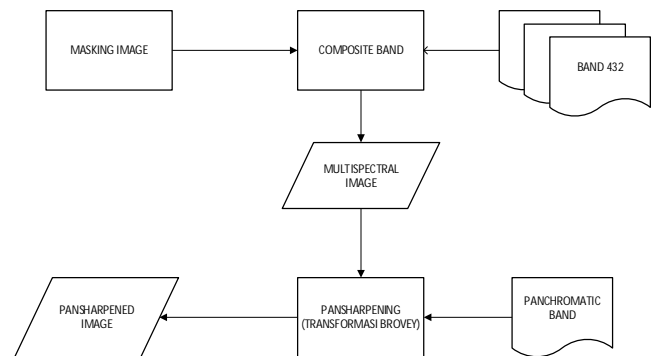 MASKING IMAGE
COMPOSITE BAND
BAND 432
MULTISPECTRAL
IMAGE
PANSHARPENED
IMAGE
PANSHARPENING
(TRANSFORMASI BROVEY)
PANCHROMATIC
BAND